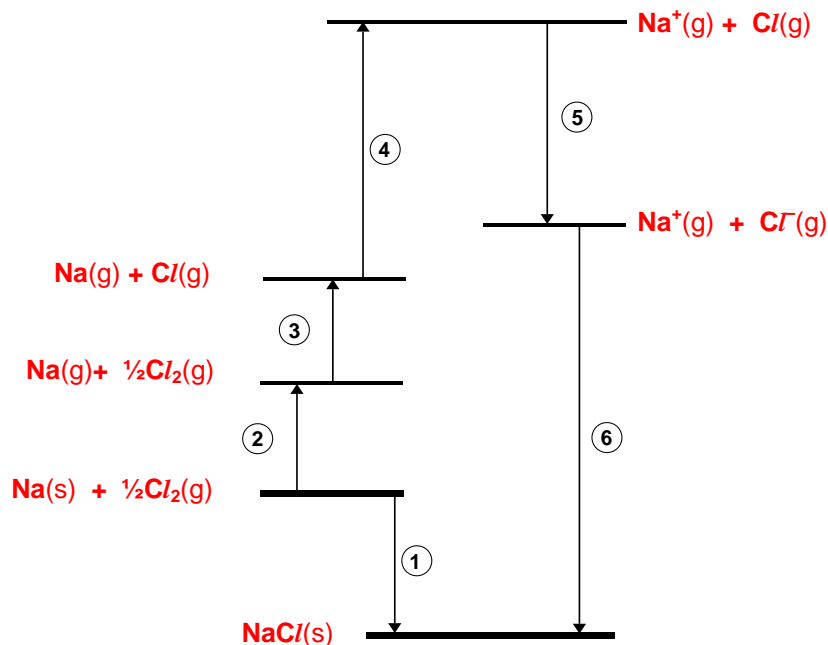 Na⁺(g) + Cl(g)
5
4
Na⁺(g) + Cl⁻(g)
Na(g) + Cl(g)
3
Na(g)+ ½Cl₂(g)
2
6
Na(s) + ½Cl₂(g)
1
NaCl(s)